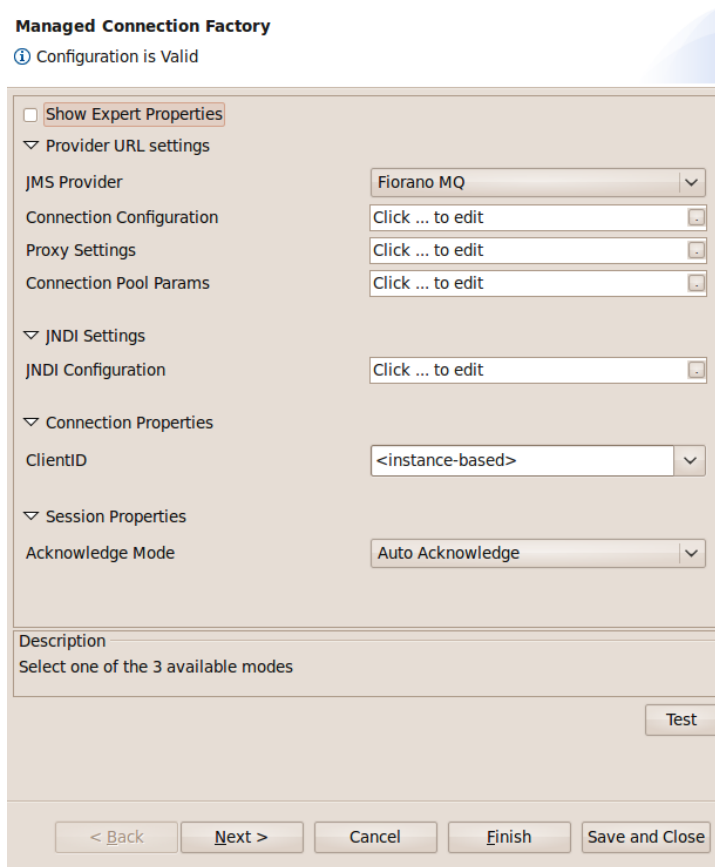 Managed Connection Factory
Configuration is Valid
Show Expert Properties
Provider URL settings
JMS Provider Fiorano MQ
Connection Configuration Click ... to edit
Proxy Settings Click ... to edit
Connection Pool Params Click ... to edit
JNDI Settings
JNDI Configuration Click ... to edit
Connection Properties
ClientID <instance-based>
Session Properties
Acknowledge Mode Auto Acknowledge
Description
Select one of the 3 available modes
Test
< Back Next > Cancel Finish Save and Close